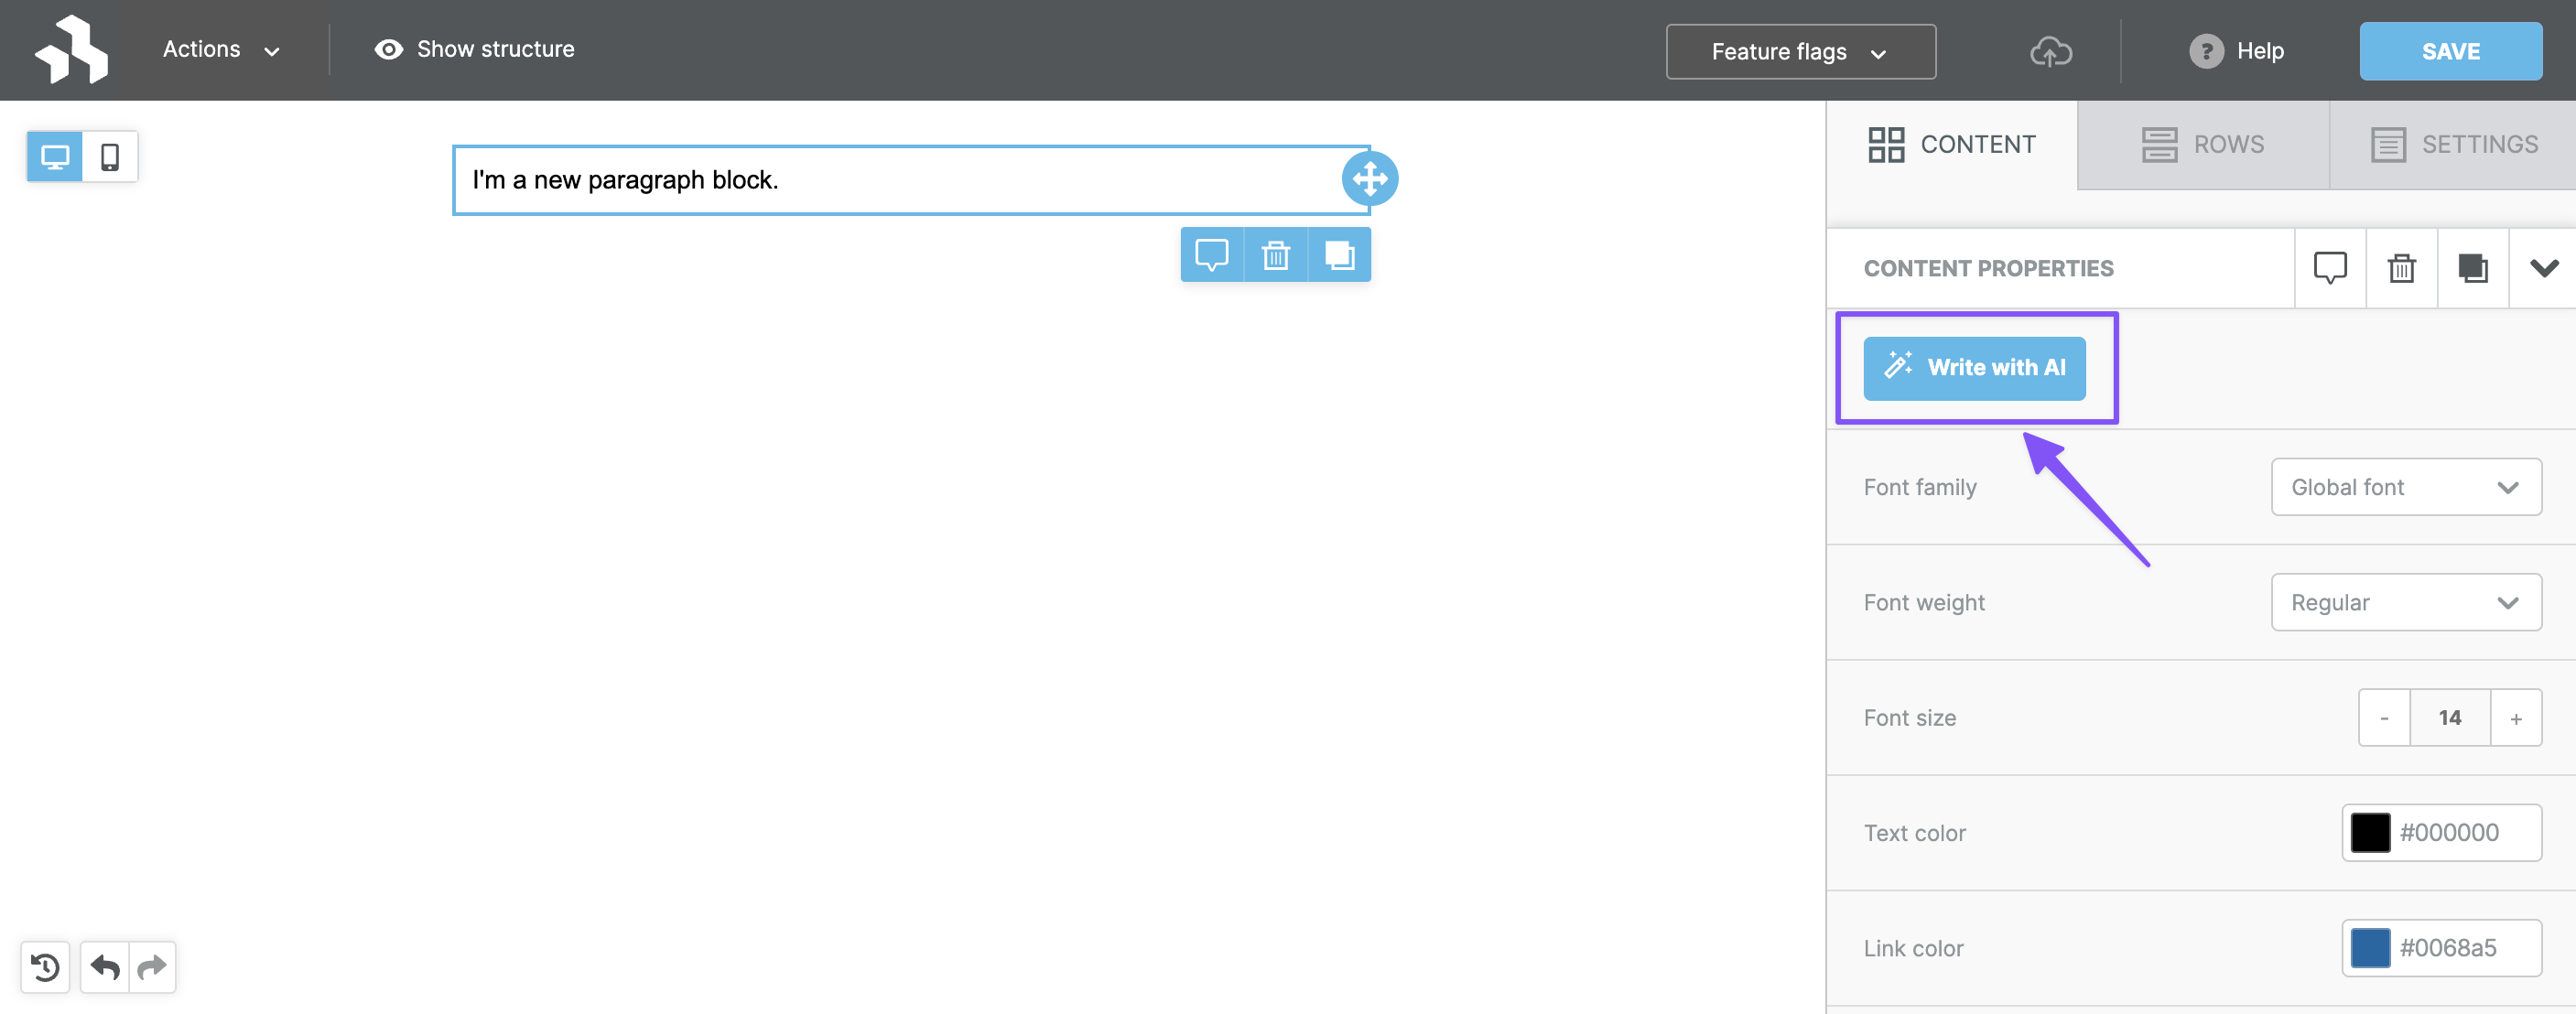 Actions
Show structure
Feature flags
? Help
SAVE
I'm a new paragraph block.
CONTENT
ROWS
SETTINGS
CONTENT PROPERTIES
Write with AI
Font family
Global font
Font weight
Regular
Font size
- 14 +
Text color
#000000
Link color
#0068a5